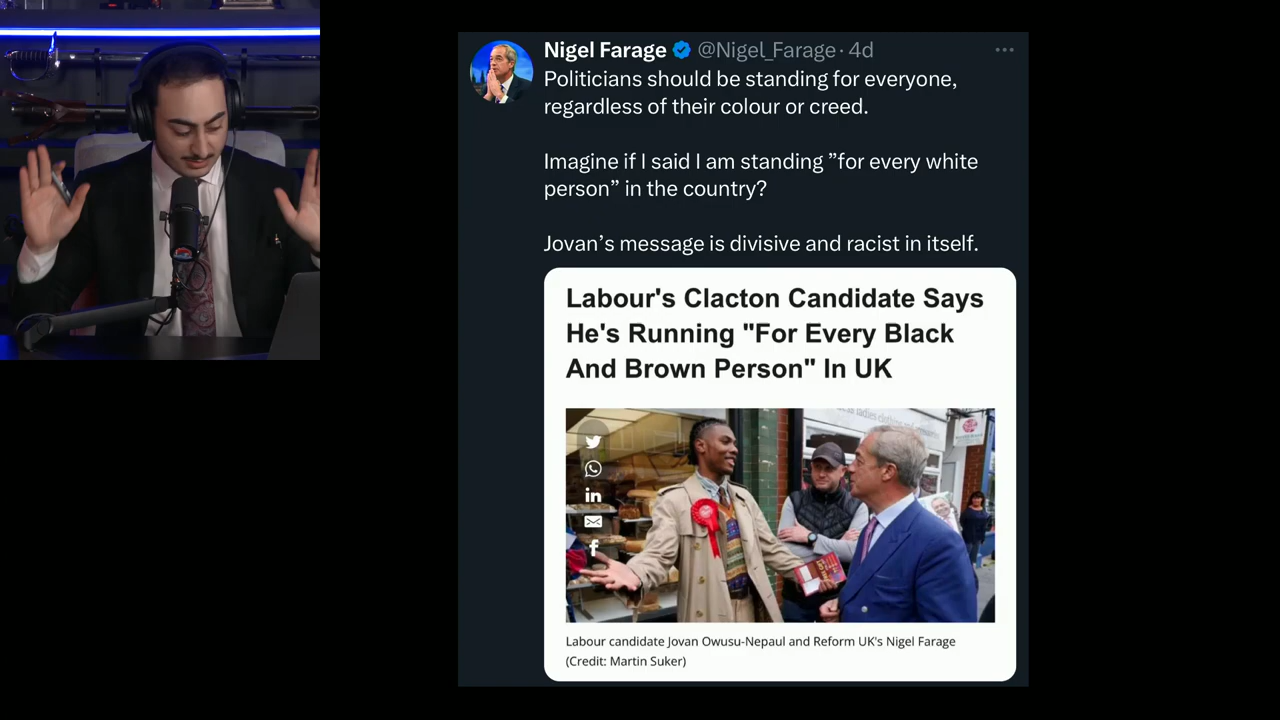 Nigel Farage @Nigel_Farage · 4d
Politicians should be standing for everyone,
regardless of their colour or creed.
Imagine if I said I am standing ”for every white
person” in the country?
Jovan’s message is divisive and racist in itself.
Labour's Clacton Candidate Says
He's Running "For Every Black
And Brown Person" In UK
Labour candidate Jovan Owusu-Nepaul and Reform UK's Nigel Farage
(Credit: Martin Suker)